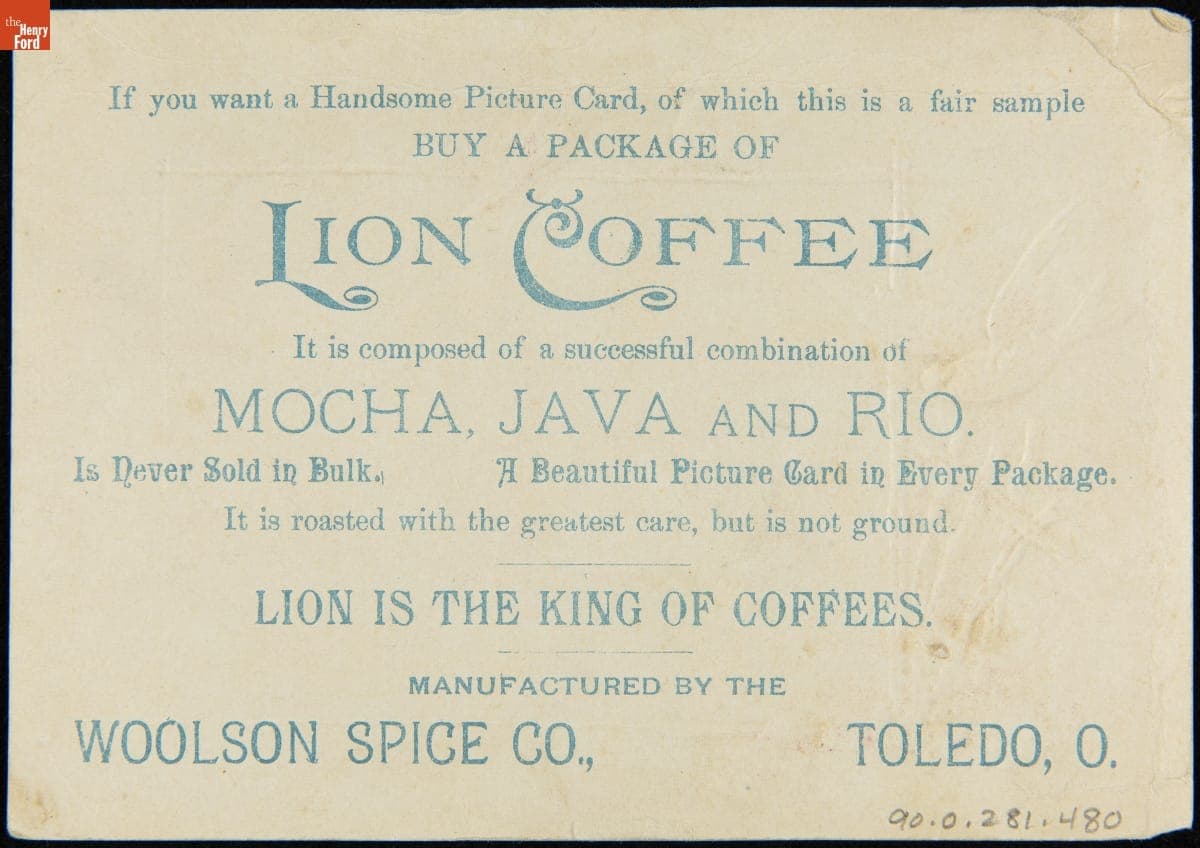 the
Henry
Ford
If you want a Handsome Picture Card, of which this is a fair sample
BUY A PACKAGE OF
LION COFFEE
It is composed of a successful combination of
MOCHA, JAVA AND RIO.
Is Never Sold in Bulk. A Beautiful Picture Card in Every Package.
It is roasted with the greatest care, but is not ground.
LION IS THE KING OF COFFEES.
MANUFACTURED BY THE
WOOLSON SPICE CO., TOLEDO, O.
90.0.281.480